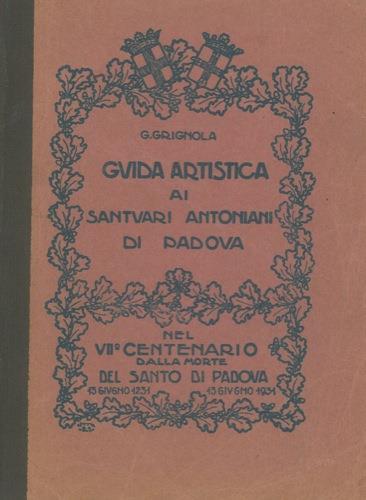 G. GRIGNOLA
GVIDA ARTISTICA
AI
SANTVARI ANTONIANI
DI PADOVA
NEL
VIIº CENTENARIO
DALLA MORTE
DEL SANTO DI PADOVA
13 GIVGNO 1231 13 GIVGNO 1931